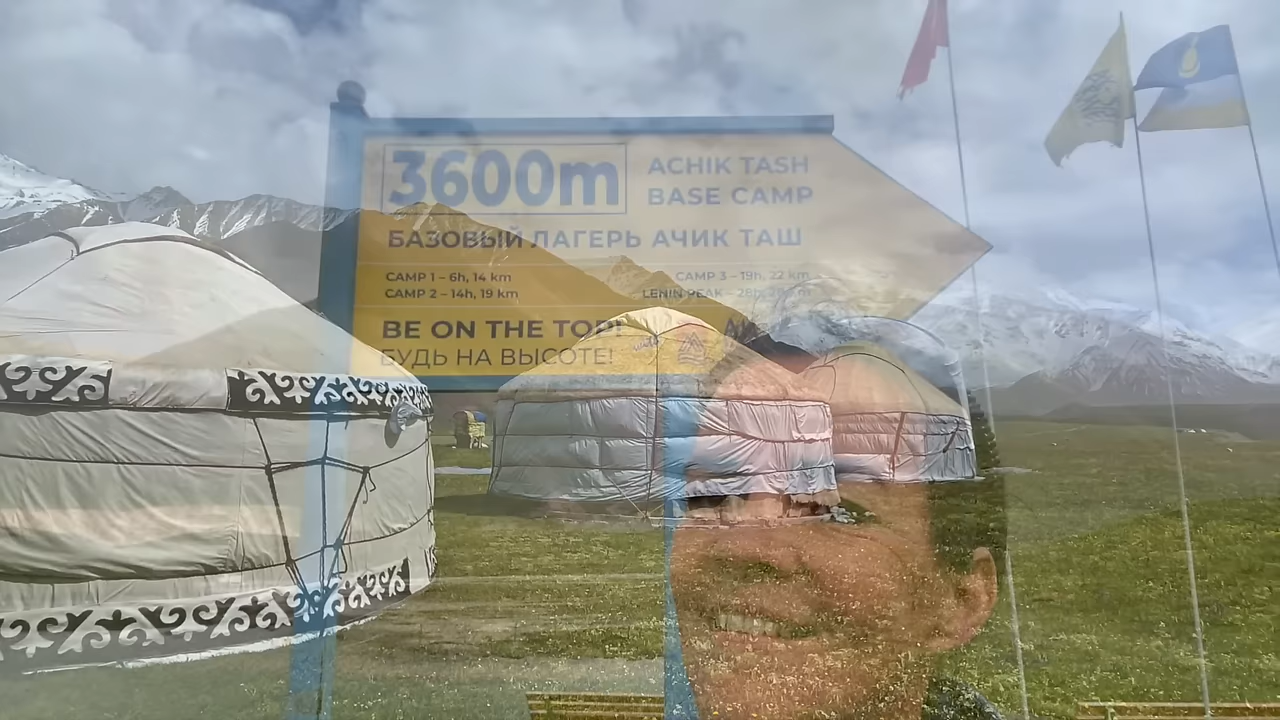 3600m
ACHIK TASH
BASE CAMP
БАЗОВЫЙ ЛАГЕРЬ АЧИК ТАШ
CAMP 1 – 6h, 14 km
CAMP 2 – 14h, 19 km
CAMP 3 – 19h, 22 km
LENIN PEAK – 28h,
BE ON THE TOP!
БУДЬ НА ВЫСОТЕ!